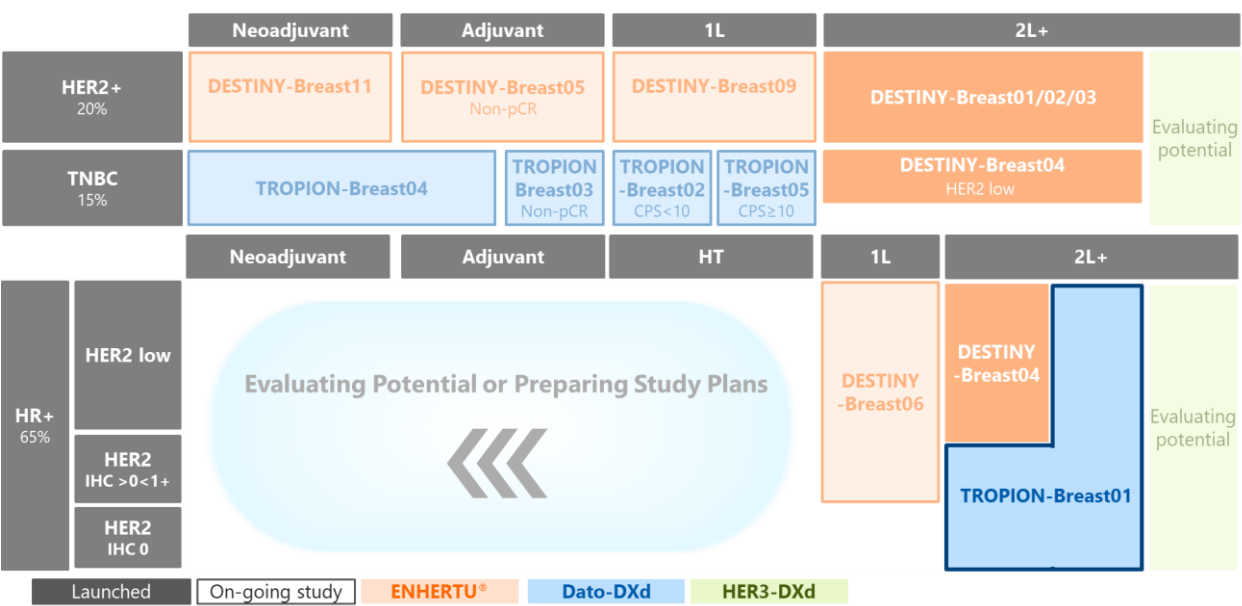 Neoadjuvant
Adjuvant
1L
2L+
HER2+
20%
DESTINY-Breast11
DESTINY-Breast05
Non-pCR
DESTINY-Breast09
DESTINY-Breast01/02/03
Evaluating
potential
TNBC
15%
TROPION-Breast04
TROPION
Breast03
Non-pCR
TROPION
-Breast02
CPS<10
TROPION
-Breast05
CPS≥10
DESTINY-Breast04
HER2 low
Neoadjuvant
Adjuvant
HT
1L
2L+
HR+
65%
HER2 low
HER2
IHC >0<1+
HER2
IHC 0
Evaluating Potential or Preparing Study Plans
DESTINY
-Breast06
DESTINY
-Breast04
TROPION-Breast01
Evaluating
potential
Launched
On-going study
ENHERTU®
Dato-DXd
HER3-DXd